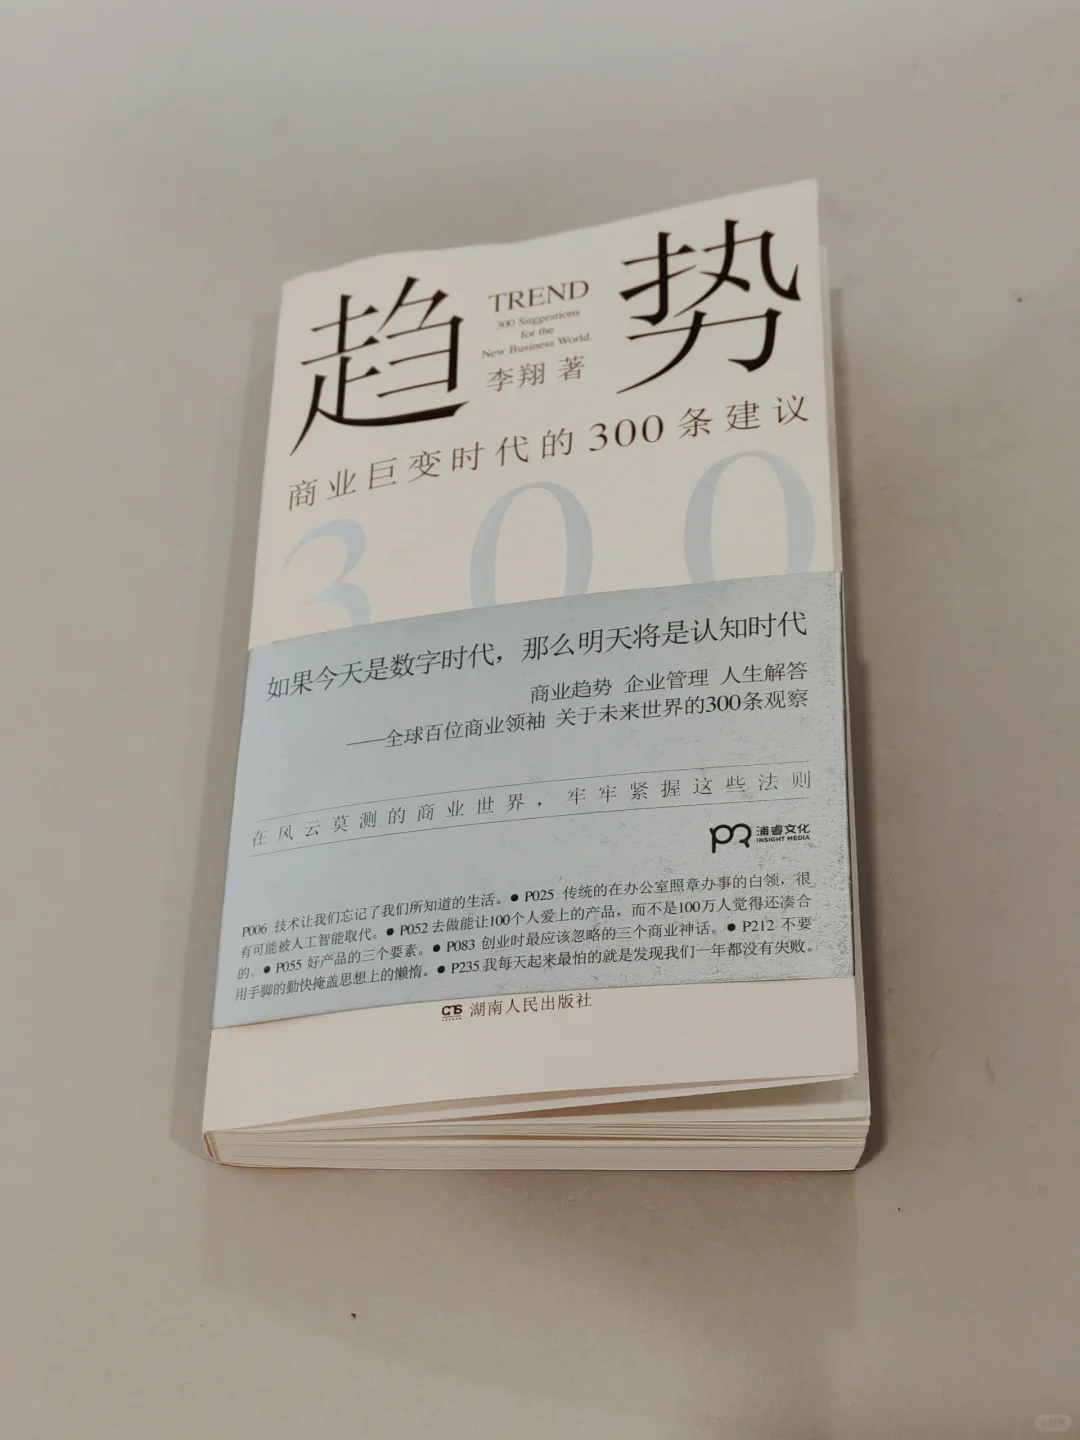 趋势
TREND
300 Suggestions
for the
New Business World.
李翔 著
商业巨变时代的300条建议
300
如果今天是数字时代，那么明天将是认知时代
商业趋势 企业管理 人生解答
——全球百位商业领袖 关于未来世界的300条观察
在风云莫测的商业世界，牢牢紧握这些法则
浦睿文化
INSIGHT MEDIA
P006 技术让我们忘记了我们所知道的生活。● P025 传统的在办公室照章办事的白领，很
有可能被人工智能取代。● P052 去做能让100个人爱上的产品，而不是100万人觉得还凑合
的。● P055 好产品的三个要素。● P083 创业时最应该忽略的三个商业神话。● P212 不要
用手脚的勤快掩盖思想上的懒惰。● P235 我每天起来最怕的就是发现我们一年都没有失败。
湖南人民出版社